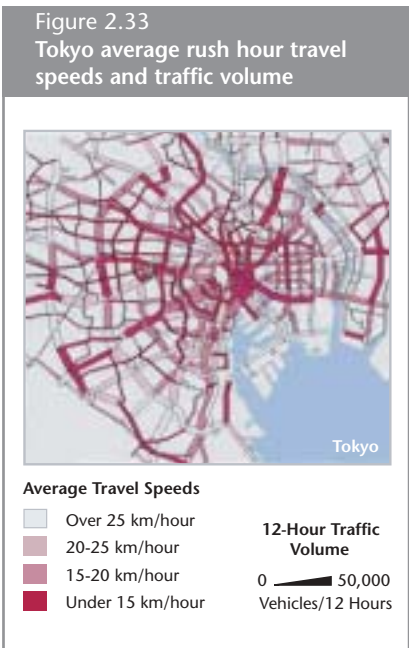 Figure 2.33
Tokyo average rush hour travel
speeds and traffic volume
Tokyo
Average Travel Speeds
Over 25 km/hour
20-25 km/hour
15-20 km/hour
Under 15 km/hour
12-Hour Traffic
Volume
0 50,000
Vehicles/12 Hours